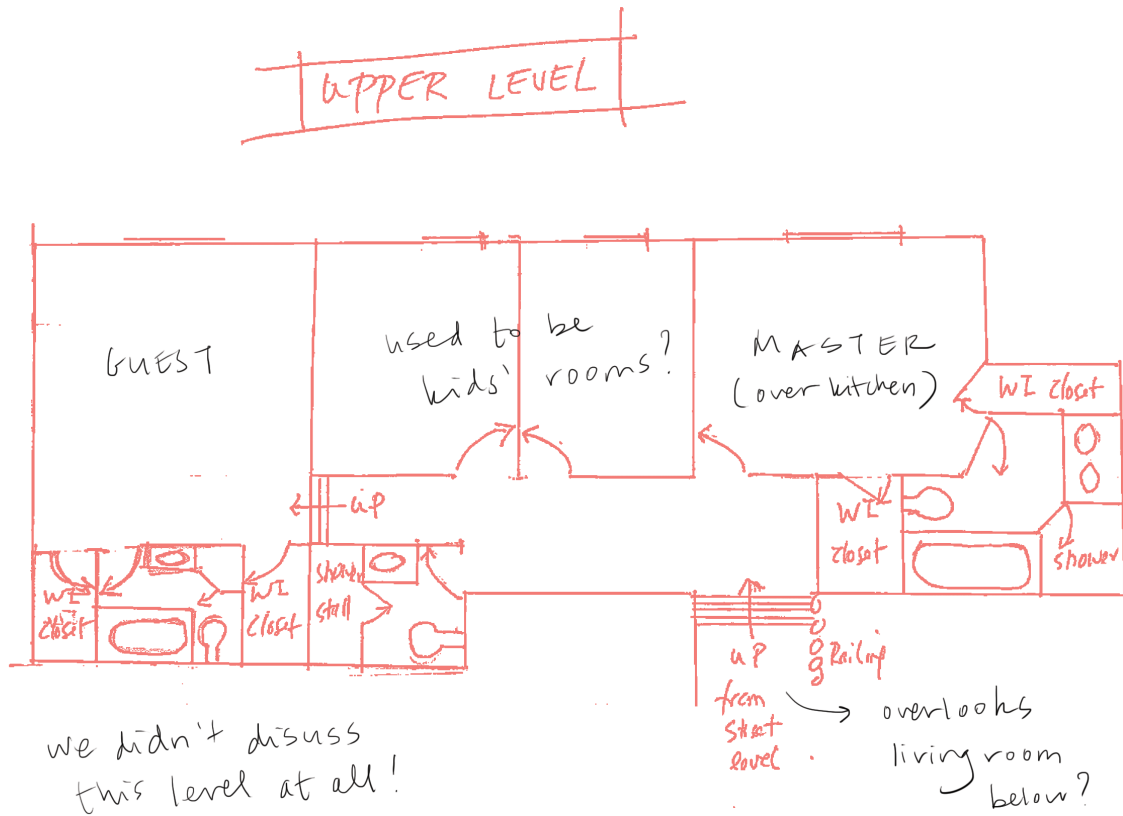 UPPER LEVEL
GUEST
used to be
kids' rooms?
MASTER
(over kitchen)
WI closet
UP
WI
closet
shower
WI
closet
WI
closet
shower
stall
UP
from
street
level
Railing
overlooks
living room
below?
we didn't disuss
this level at all!